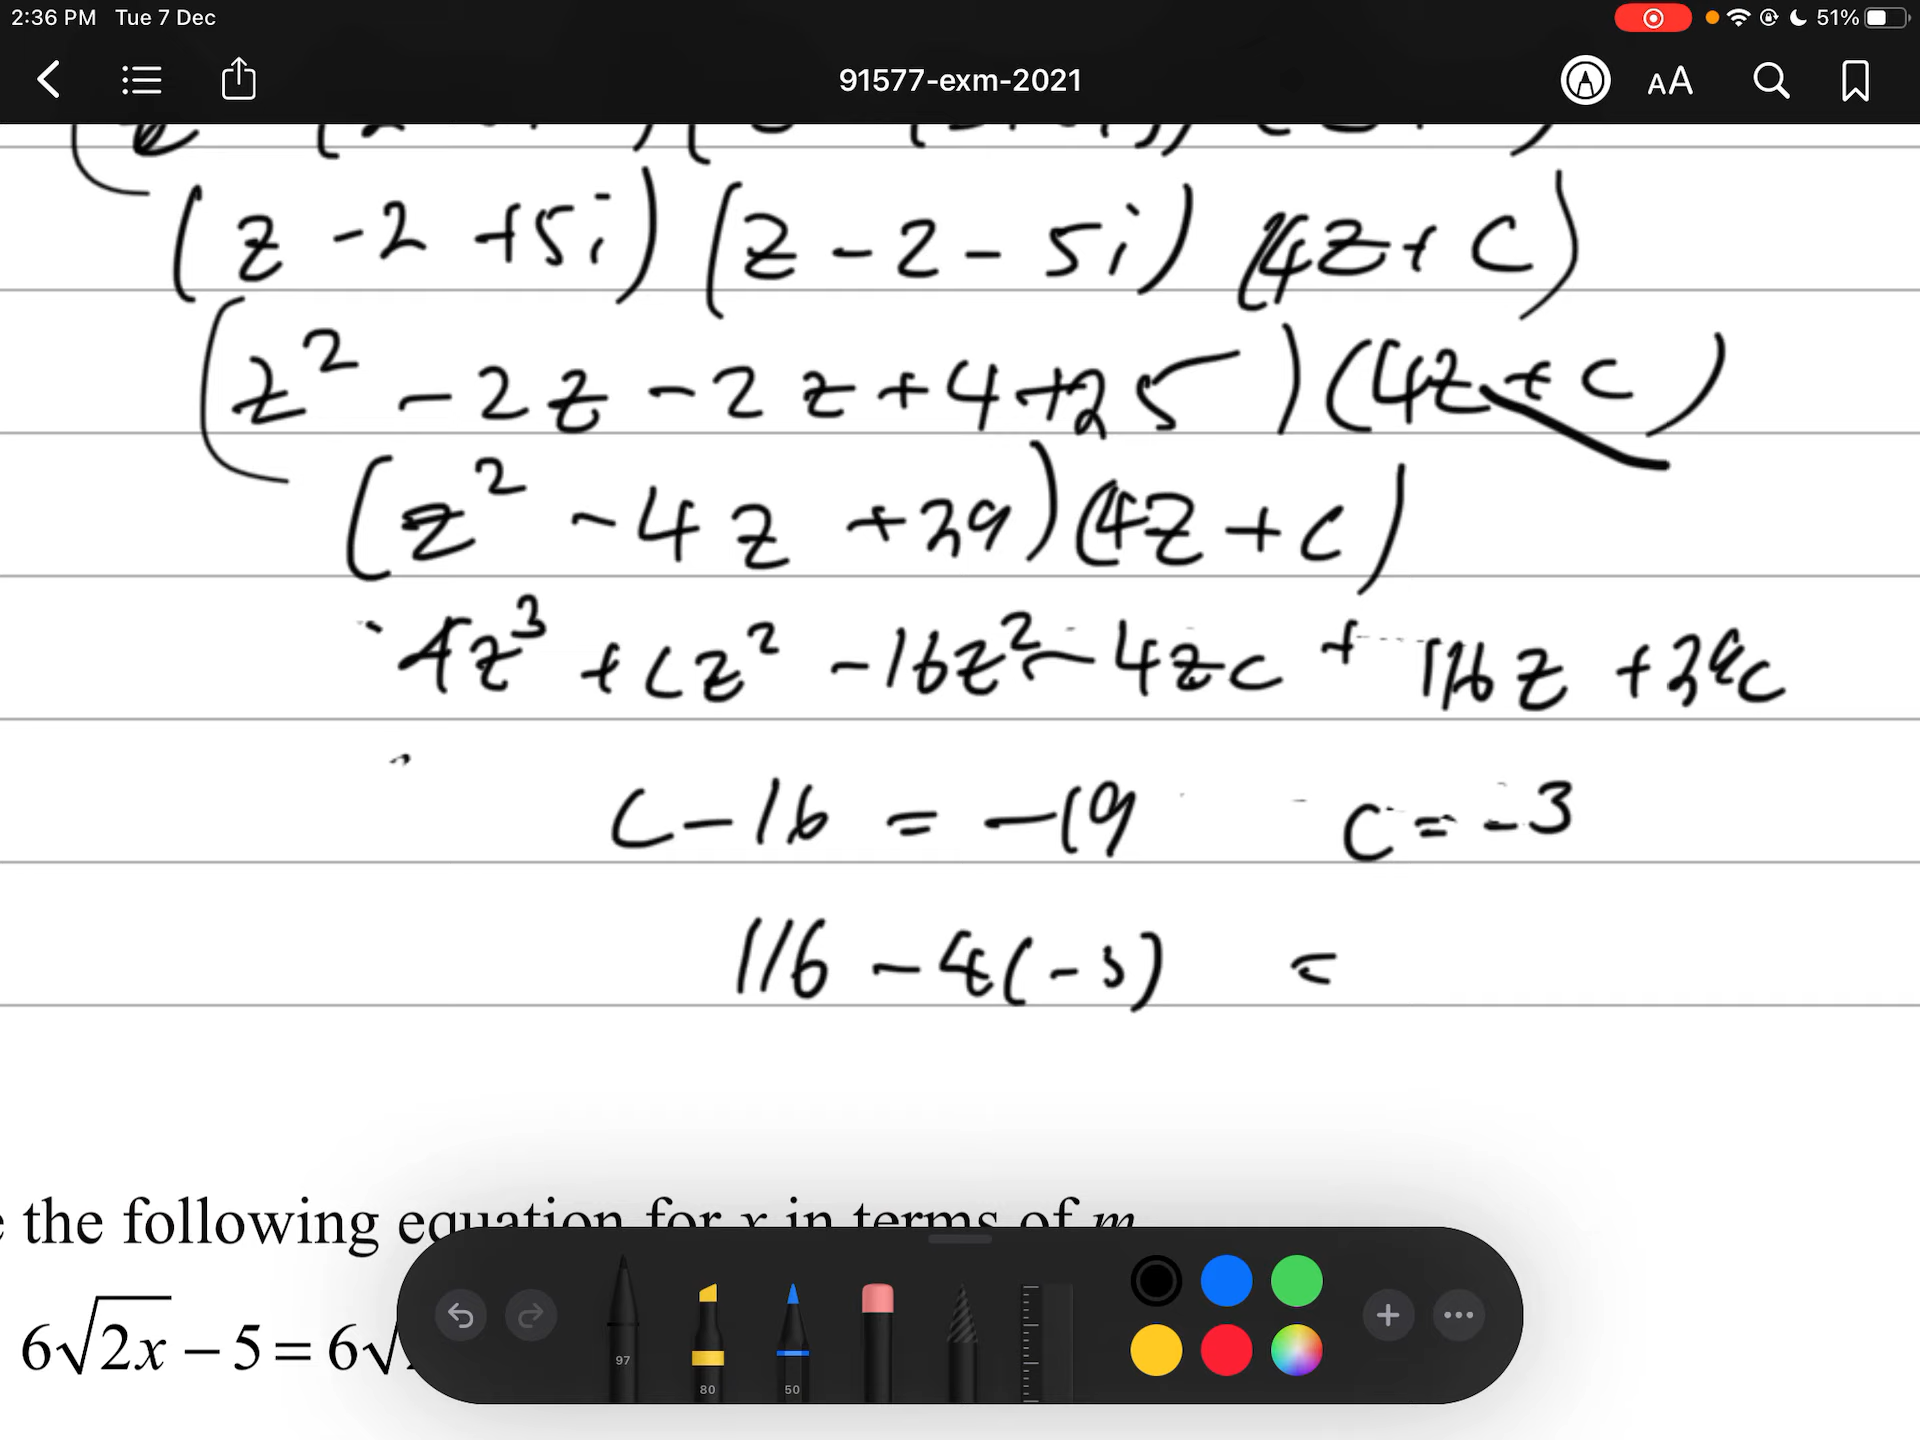 2:36 PM Tue 7 Dec 51%
91577-exm-2021 AA
(z - 2 + 5i) (z - 2 - 5i) (4z + c)
(z² - 2z - 2z + 4 + 25) (4z + c)
(z² - 4z + 29) (4z + c)
4z³ + cz² - 16z² - 4zc + 116z + 29c
c - 16 = -19 c = -3
116 - 4(-3) =
the following equation for x in terms of m
6√2x - 5 = 6√
97 80 50